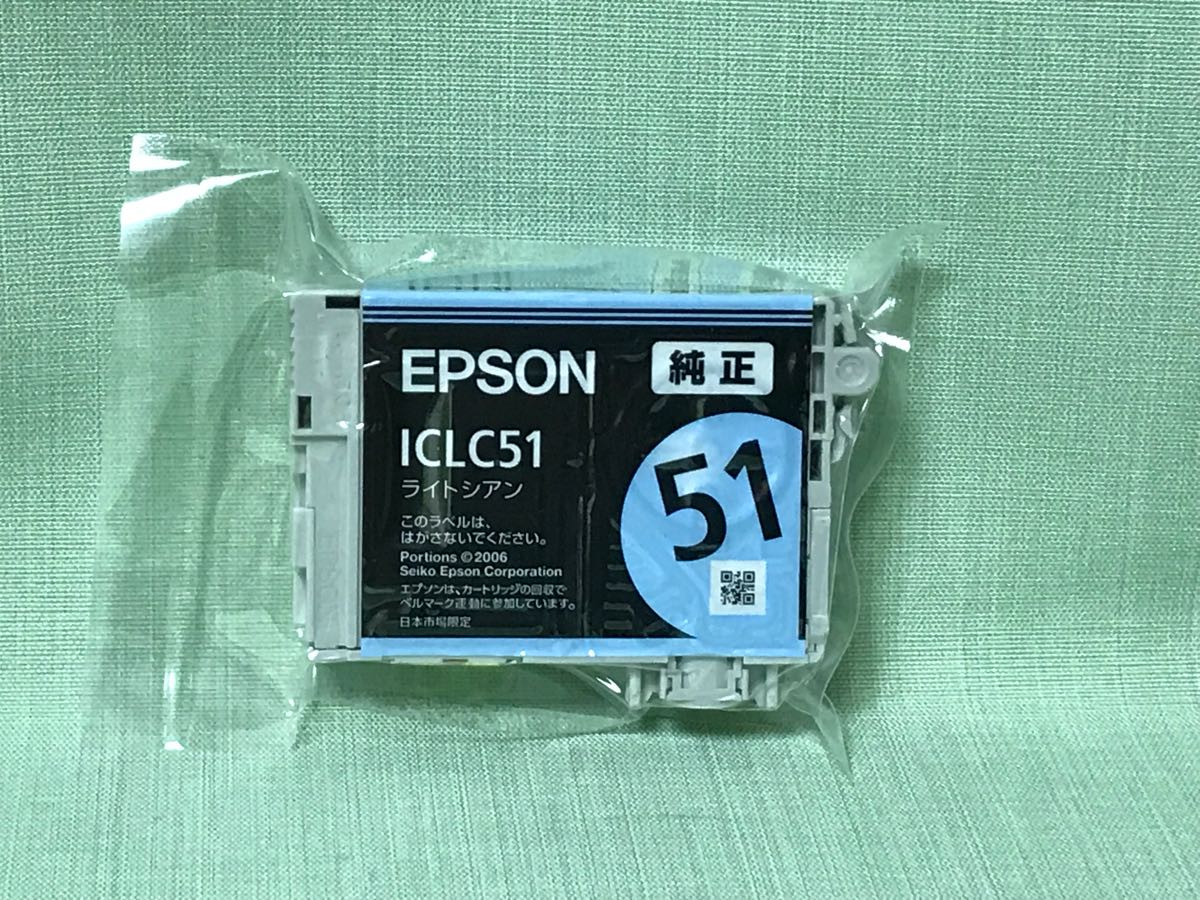 EPSON
純正
ICLC51
ライトシアン
51
このラベルは、
はがさないでください。
Portions ©2006
Seiko Epson Corporation
エプソンは、カートリッジの回収で
ベルマーク運動に参加しています。
日本市場限定